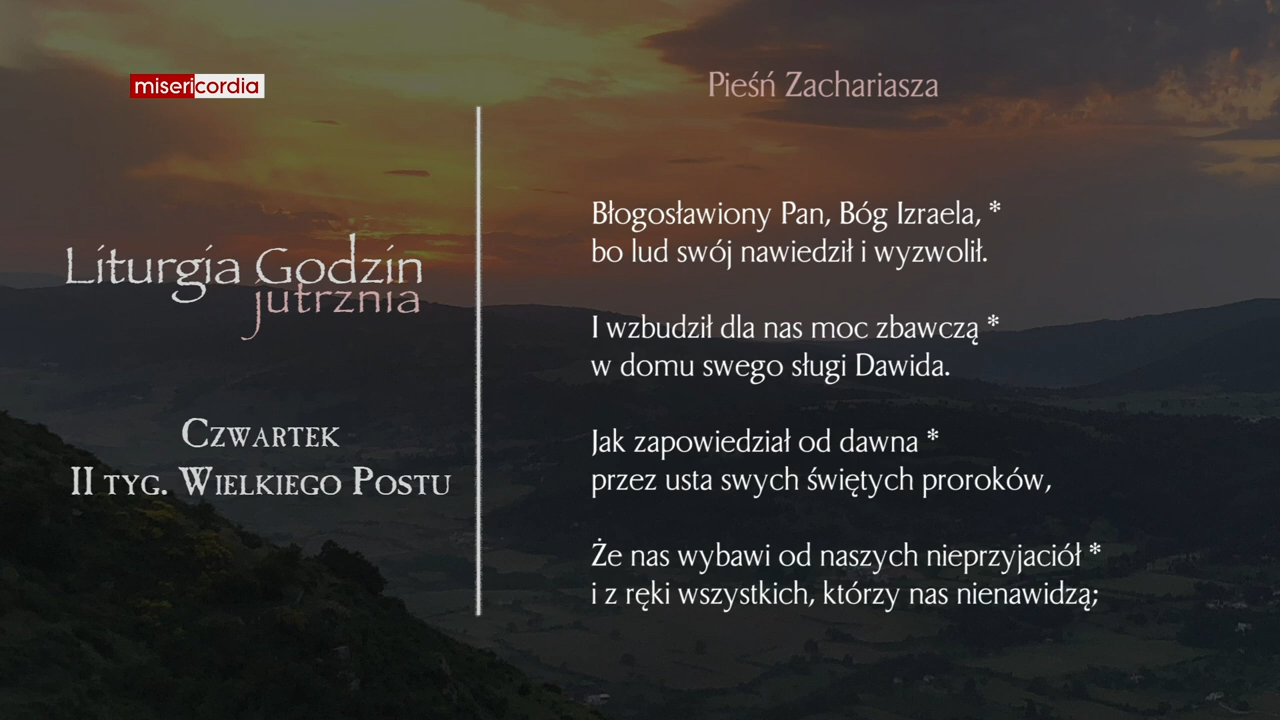 misericordia
Liturgia Godzin
jutrznia
Czwartek
II tyg. Wielkiego Postu
Pieśń Zachariasza
Błogosławiony Pan, Bóg Izraela, *
bo lud swój nawiedził i wyzwolił.
I wzbudził dla nas moc zbawczą *
w domu swego sługi Dawida.
Jak zapowiedział od dawna *
przez usta swych świętych proroków,
Że nas wybawi od naszych nieprzyjaciół *
i z ręki wszystkich, którzy nas nienawidzą;